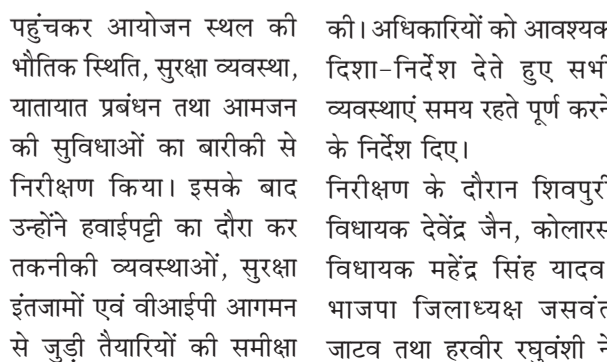 पहुंचकर आयोजन स्थल की
भौतिक स्थिति, सुरक्षा व्यवस्था,
यातायात प्रबंधन तथा आमजन
की सुविधाओं का बारीकी से
निरीक्षण किया। इसके बाद
उन्होंने हवाईपट्टी का दौरा कर
तकनीकी व्यवस्थाओं, सुरक्षा
इंतजामों एवं वीआईपी आगमन
से जुड़ी तैयारियों की समीक्षा
की। अधिकारियों को आवश्यक
दिशा-निर्देश देते हुए सभी
व्यवस्थाएं समय रहते पूर्ण करने
के निर्देश दिए।
निरीक्षण के दौरान शिवपुरी
विधायक देवेंद्र जैन, कोलारस
विधायक महेंद्र सिंह यादव
भाजपा जिलाध्यक्ष जसवंत
जाटव तथा हरवीर रघुवंशी ने